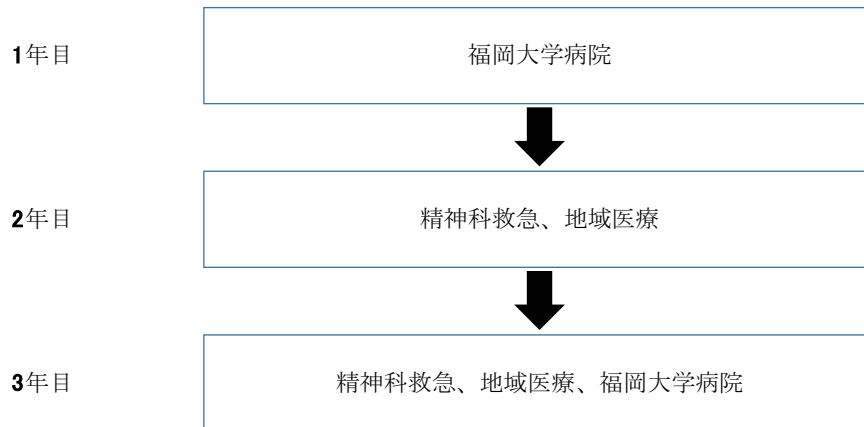 1年目
福岡大学病院
2年目
精神科救急、地域医療
3年目
精神科救急、地域医療、福岡大学病院